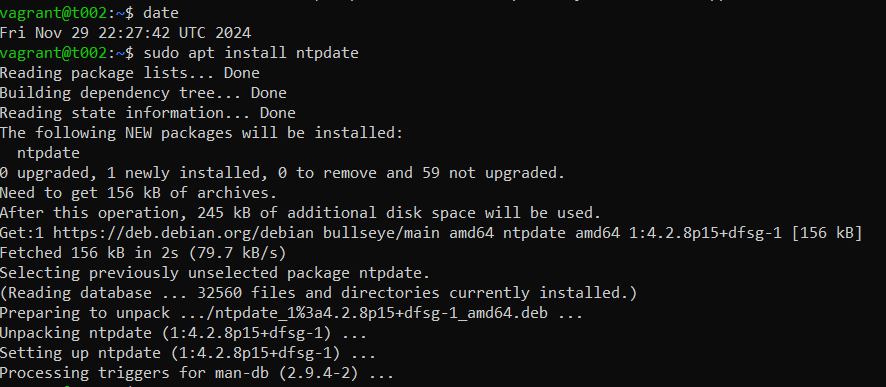 vagrant@t002:~$ date
Fri Nov 29 22:27:42 UTC 2024
vagrant@t002:~$ sudo apt install ntpdate
Reading package lists... Done
Building dependency tree... Done
Reading state information... Done
The following NEW packages will be installed:
  ntpdate
0 upgraded, 1 newly installed, 0 to remove and 59 not upgraded.
Need to get 156 kB of archives.
After this operation, 245 kB of additional disk space will be used.
Get:1 https://deb.debian.org/debian bullseye/main amd64 ntpdate amd64 1:4.2.8p15+dfsg-1 [156 kB]
Fetched 156 kB in 2s (79.7 kB/s)
Selecting previously unselected package ntpdate.
(Reading database ... 32560 files and directories currently installed.)
Preparing to unpack .../ntpdate_1%3a4.2.8p15+dfsg-1_amd64.deb ...
Unpacking ntpdate (1:4.2.8p15+dfsg-1) ...
Setting up ntpdate (1:4.2.8p15+dfsg-1) ...
Processing triggers for man-db (2.9.4-2) ...